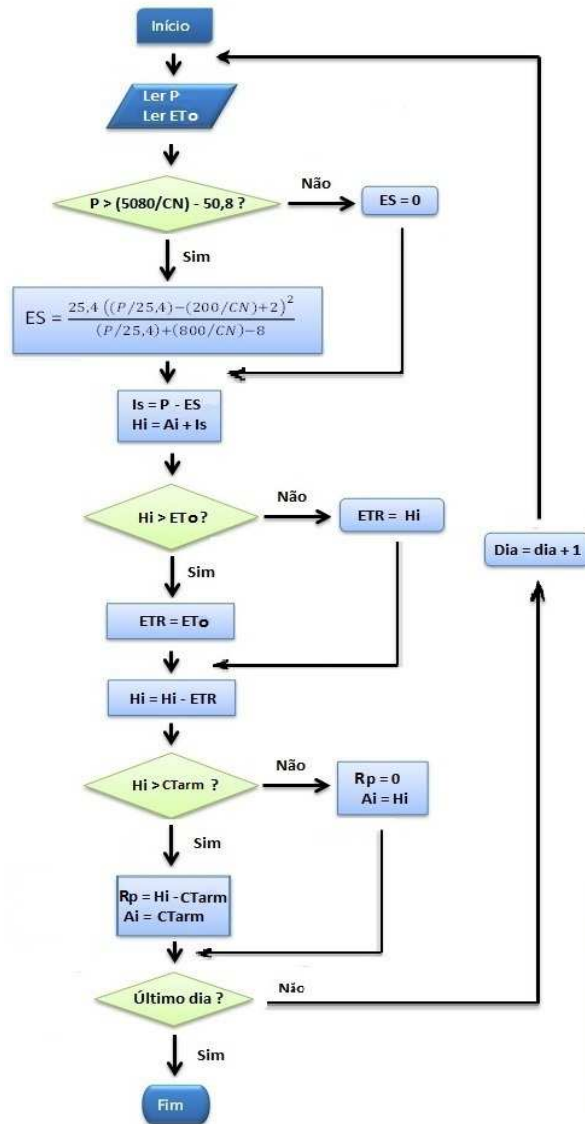 Início
Ler P
Ler ETo
P > (5080/CN) - 50,8 ?
Não
ES = 0
Sim
ES = 25,4 ((P/25,4)−(200/CN)+2)²
(P/25,4)+(800/CN)−8
Is = P - ES
Hi = Ai + Is
Hi > ETo ?
Não
ETR = Hi
Dia = dia + 1
Sim
ETR = ETo
Hi = Hi - ETR
Hi > CTarm ?
Não
Rp = 0
Ai = Hi
Sim
Rp = Hi - CTarm
Ai = CTarm
Último dia ?
Não
Sim
Fim